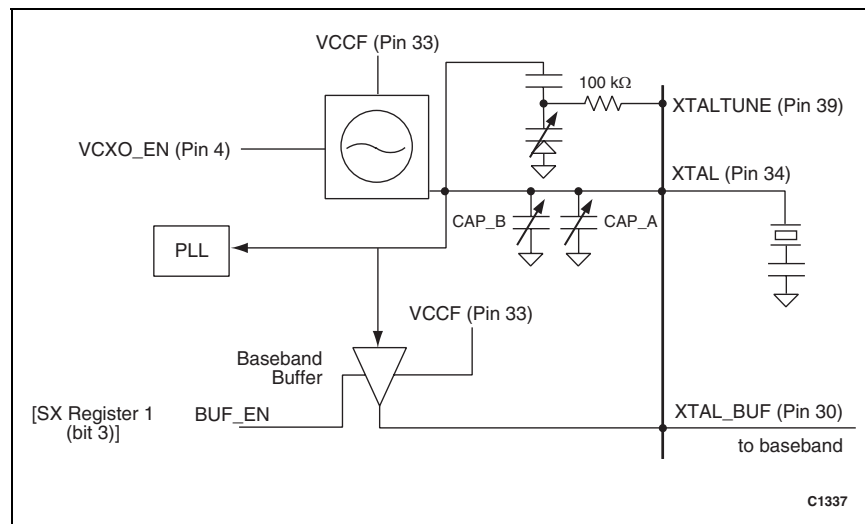 VCCF (Pin 33)
100 kΩ
XTALTUNE (Pin 39)
VCXO_EN (Pin 4)
XTAL (Pin 34)
CAP_B
CAP_A
PLL
VCCF (Pin 33)
Baseband
Buffer
[SX Register 1
(bit 3)]
BUF_EN
XTAL_BUF (Pin 30)
to baseband
C1337